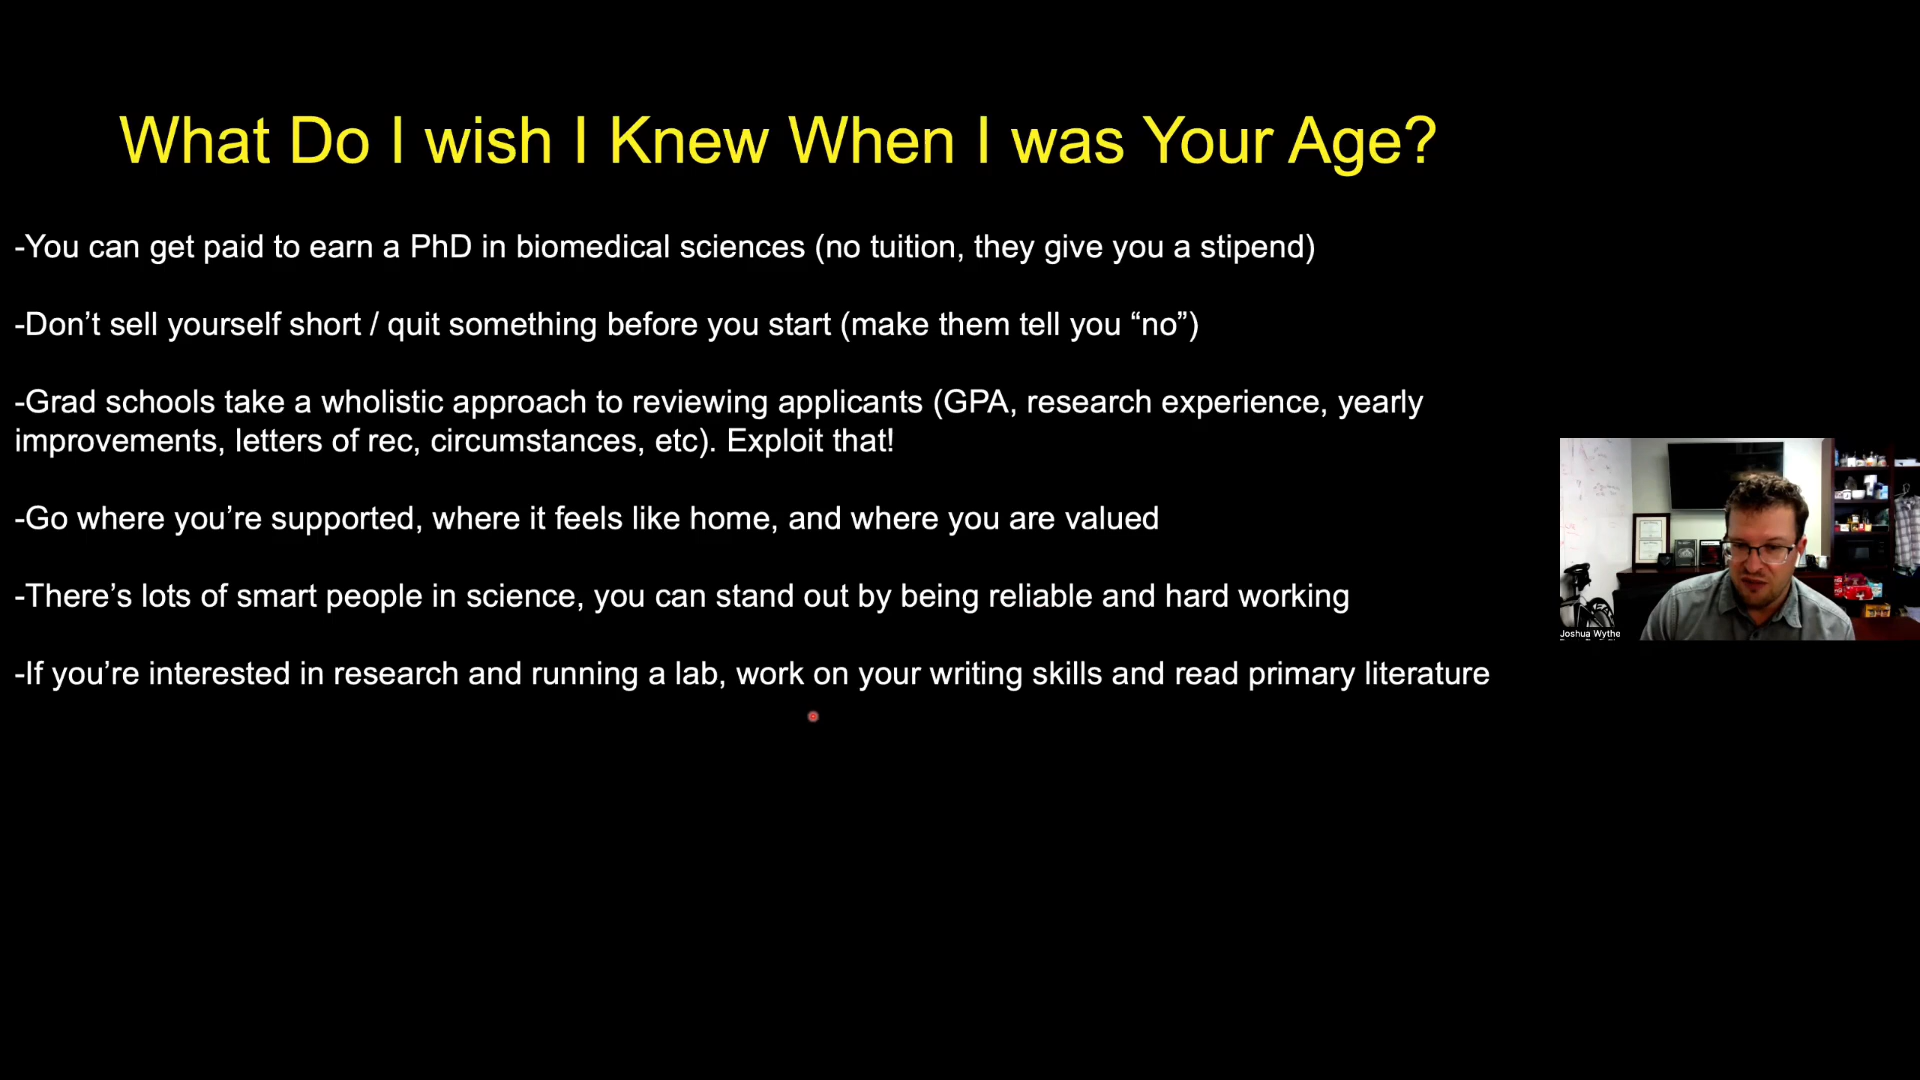 What Do I wish I Knew When I was Your Age?
-You can get paid to earn a PhD in biomedical sciences (no tuition, they give you a stipend)
-Don’t sell yourself short / quit something before you start (make them tell you “no”)
-Grad schools take a wholistic approach to reviewing applicants (GPA, research experience, yearly
improvements, letters of rec, circumstances, etc). Exploit that!
-Go where you’re supported, where it feels like home, and where you are valued
-There’s lots of smart people in science, you can stand out by being reliable and hard working
-If you’re interested in research and running a lab, work on your writing skills and read primary literature
Joshua Wythe